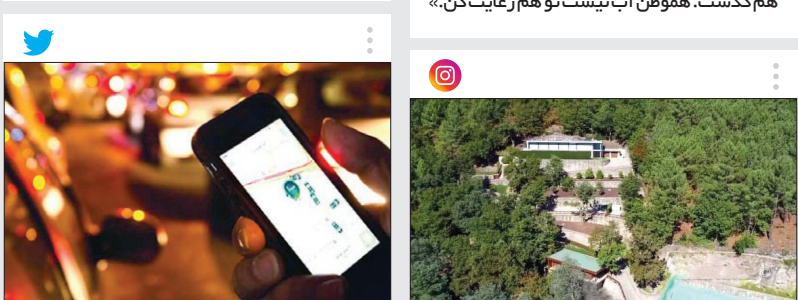 هم گذشت. هموطن آب نیست تو هم رعایت کن.»